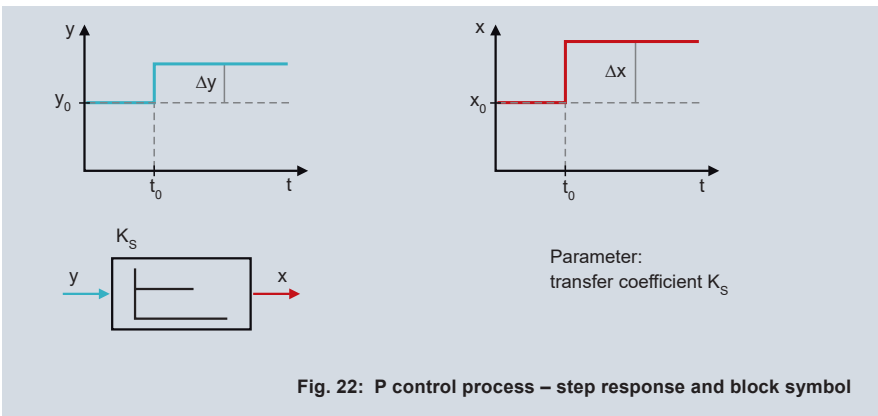 y
x
Δy
Δx
y₀
x₀
t₀
t
t₀
t
Kₛ
y
x
Parameter:
transfer coefficient Kₛ
Fig. 22: P control process – step response and block symbol